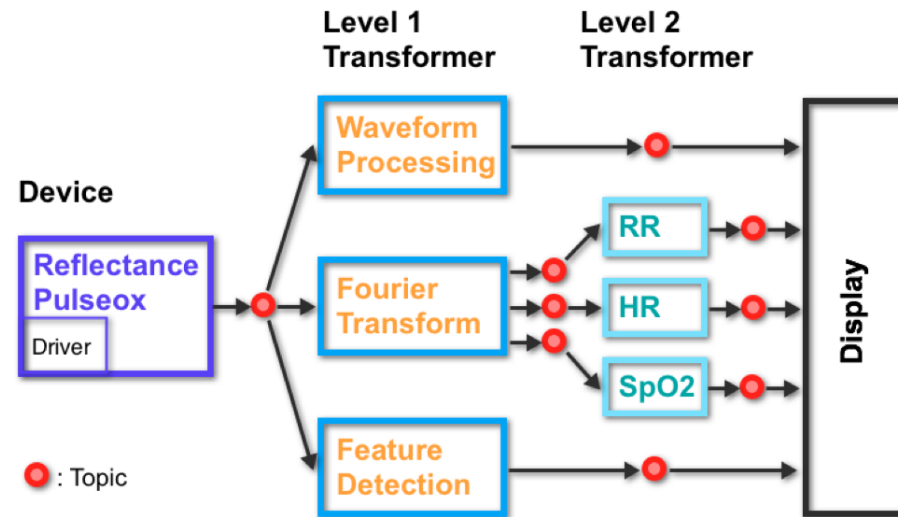 Level 1
Transformer
Level 2
Transformer
Waveform
Processing
Device
Reflectance
Pulseox
Driver
Fourier
Transform
RR
HR
SpO2
Display
Feature
Detection
: Topic